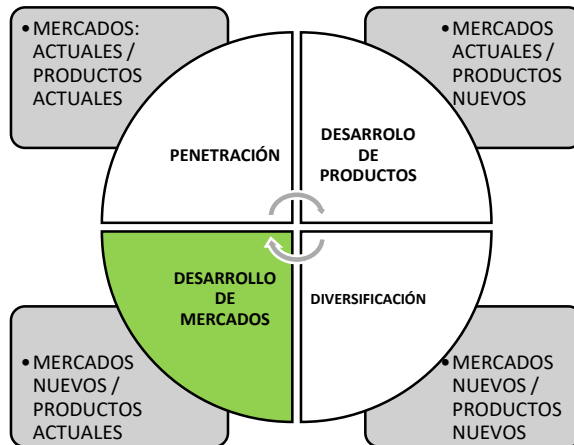 • MERCADOS:
ACTUALES /
PRODUCTOS
ACTUALES
• MERCADOS
ACTUALES /
PRODUCTOS
NUEVOS
PENETRACIÓN
DESARROLO
DE
PRODUCTOS
DESARROLLO
DE
MERCADOS
DIVERSIFICACIÓN
• MERCADOS
NUEVOS /
PRODUCTOS
ACTUALES
• MERCADOS
NUEVOS /
PRODUCTOS
NUEVOS